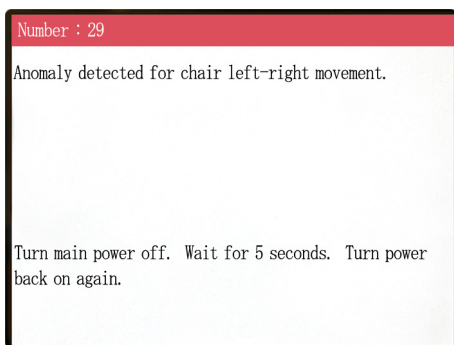 Number : 29
Anomaly detected for chair left-right movement.
Turn main power off. Wait for 5 seconds. Turn power
back on again.